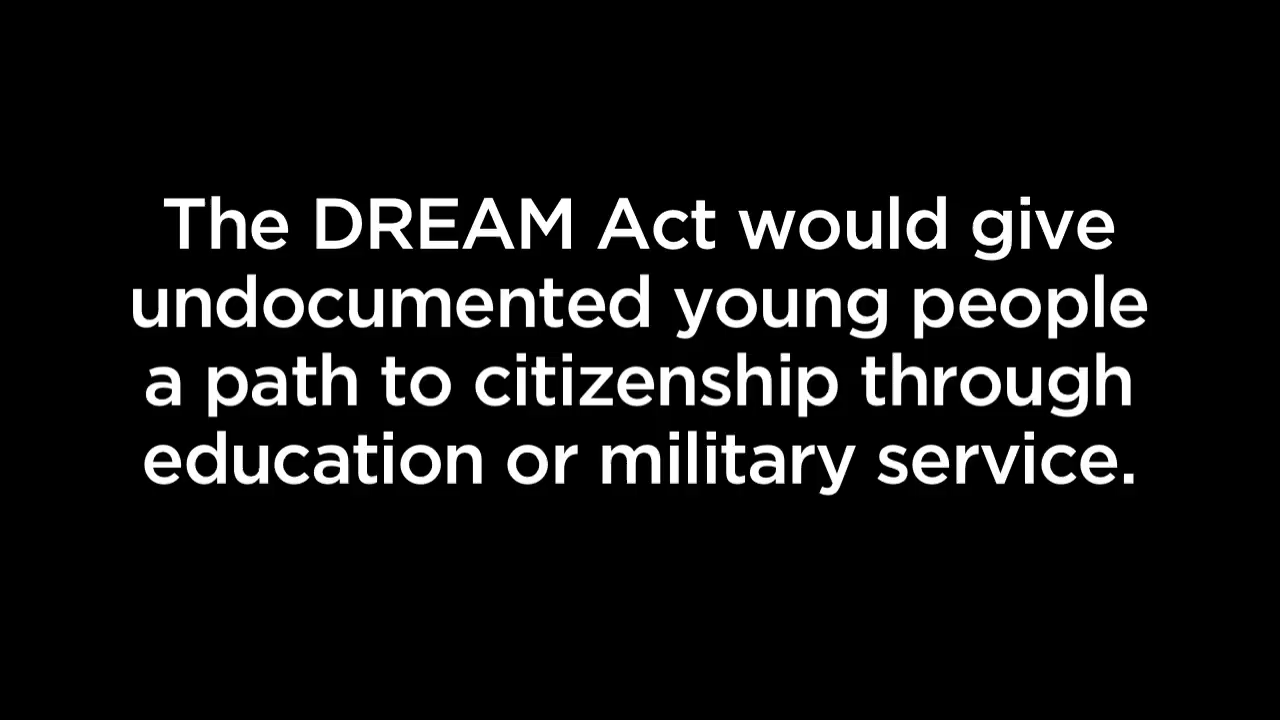 The DREAM Act would give
undocumented young people
a path to citizenship through
education or military service.